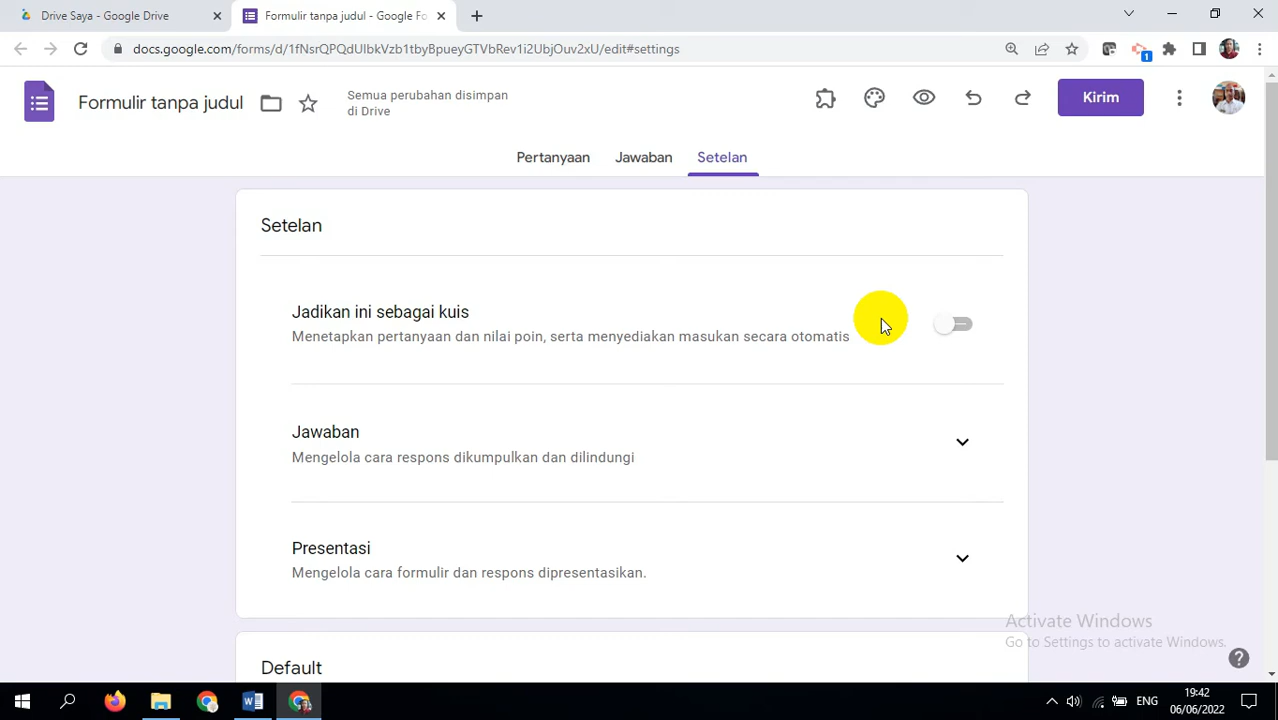 Drive Saya - Google Drive
Formulir tanpa judul - Google Fo
docs.google.com/forms/d/1fNsrQPQdUIbkVzb1tbyBpueyGTVbRev1i2UbjOuv2xU/edit#settings
1
Formulir tanpa judul
Semua perubahan disimpan
di Drive
Kirim
Pertanyaan
Jawaban
Setelan
Setelan
Jadikan ini sebagai kuis
Menetapkan pertanyaan dan nilai poin, serta menyediakan masukan secara otomatis
Jawaban
Mengelola cara respons dikumpulkan dan dilindungi
Presentasi
Mengelola cara formulir dan respons dipresentasikan.
Activate Windows
Go to Settings to activate Windows.
Default
ENG
19:42
06/06/2022